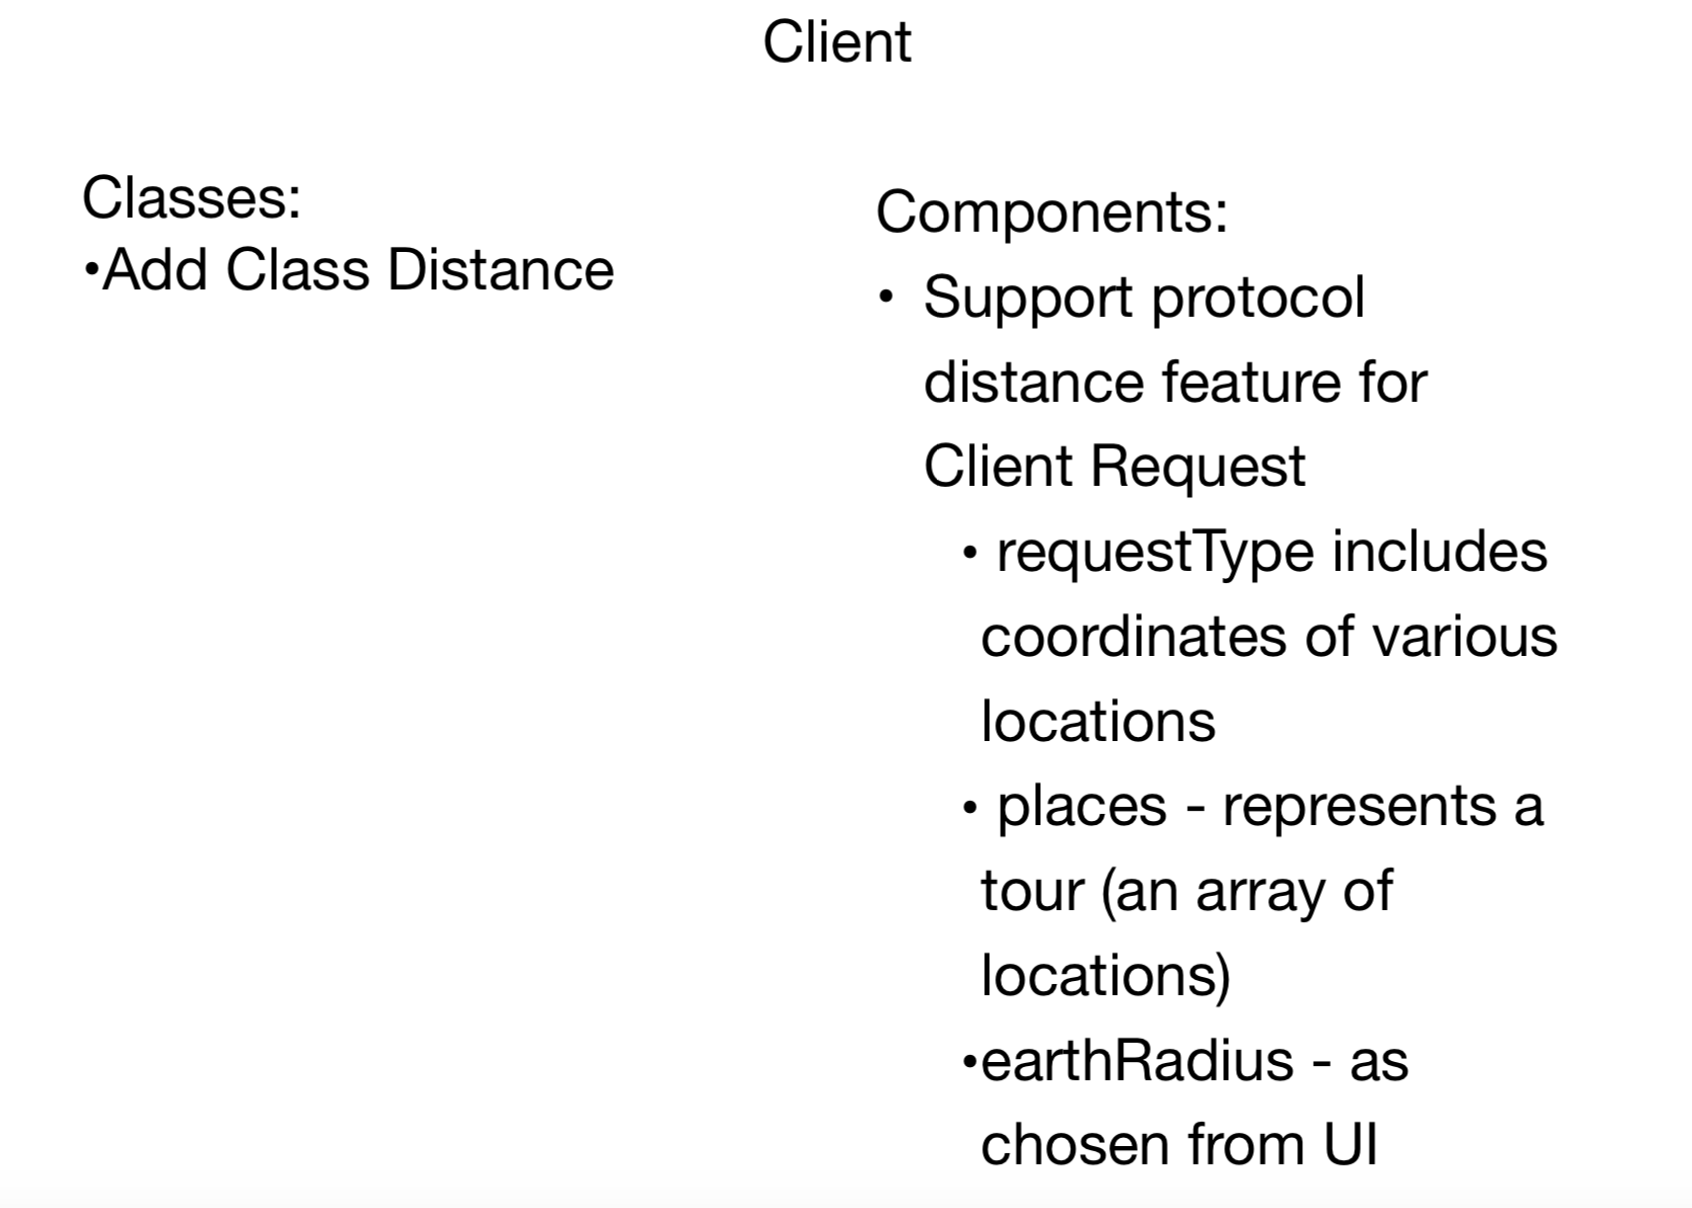 Client
Classes:
•Add Class Distance
Components:
• Support protocol
distance feature for
Client Request
• requestType includes
coordinates of various
locations
• places - represents a
tour (an array of
locations)
•earthRadius - as
chosen from UI